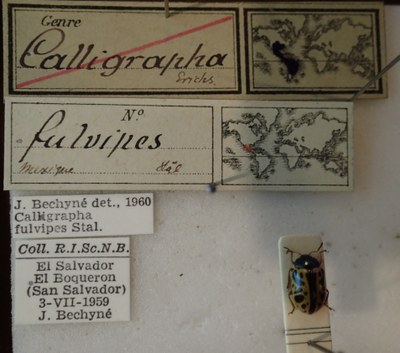 Genre
Calligrapha
Erichs.
Nº
fulvipes
Mexique Stål
J. Bechyné det., 1960
Calligrapha
fulvipes Stal.
Coll. R.I.Sc.N.B.
El Salvador
El Boqueron
(San Salvador)
3-VII-1959
J. Bechyné